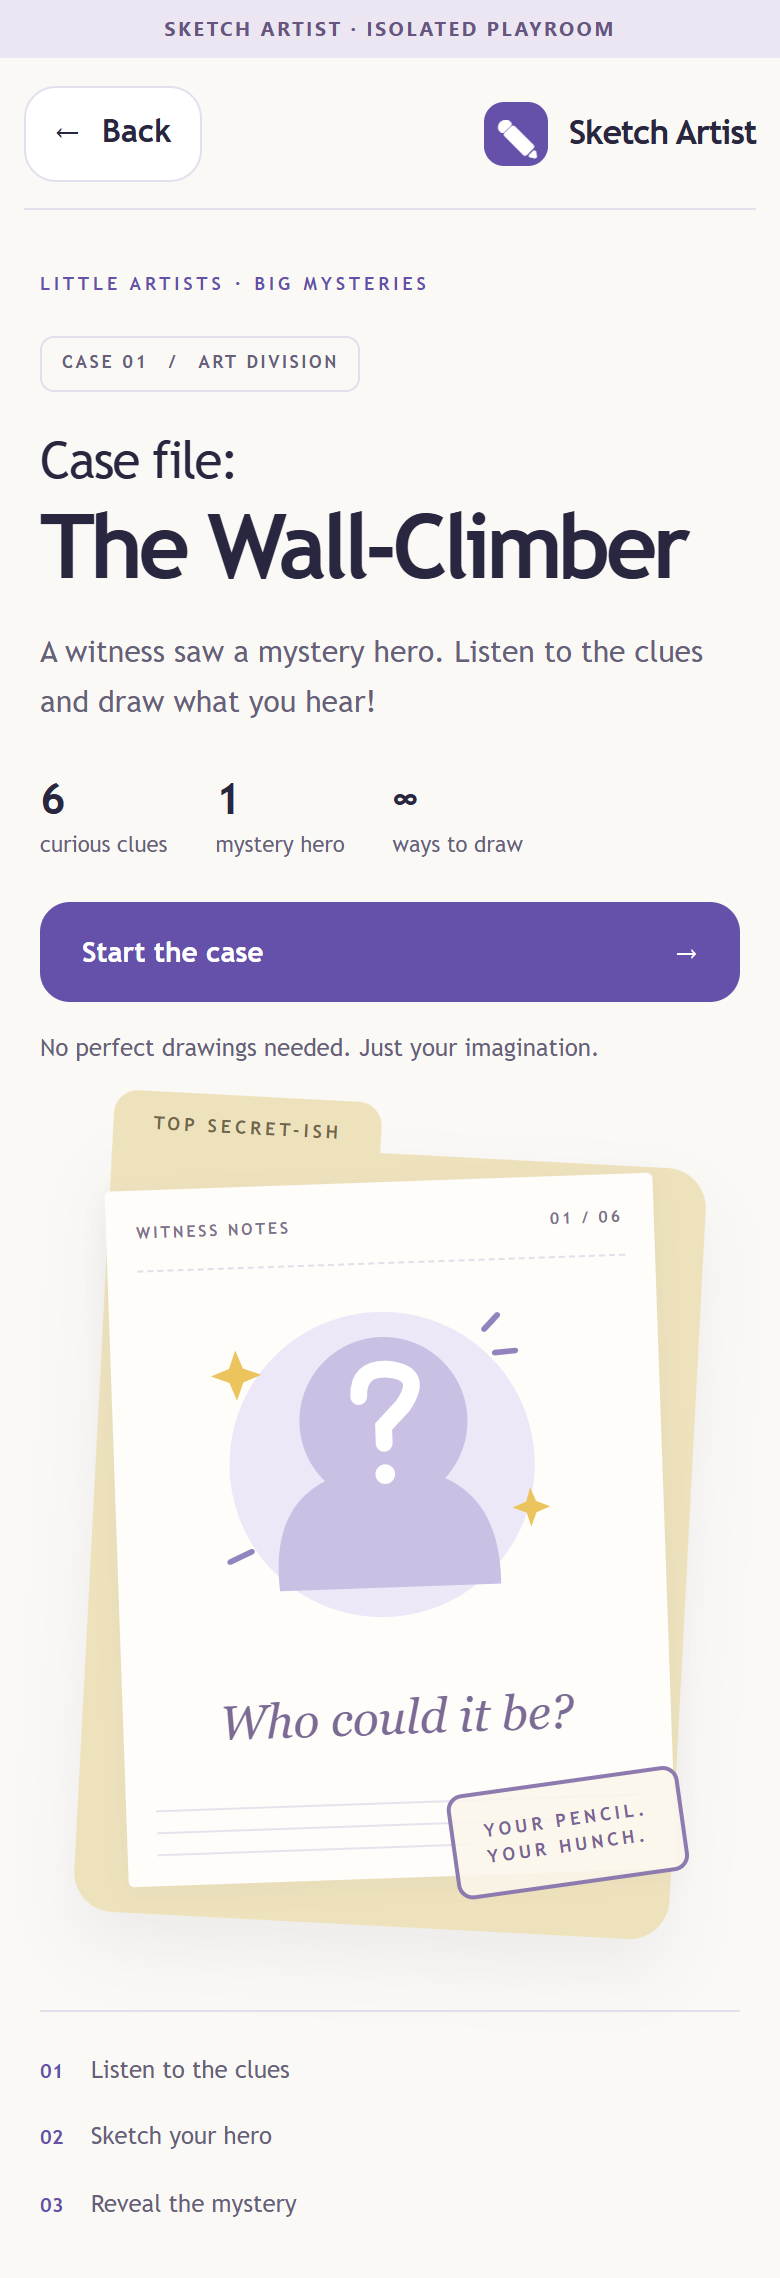 SKETCH ARTIST · ISOLATED PLAYROOM
← Back
Sketch Artist
LITTLE ARTISTS · BIG MYSTERIES
CASE 01 / ART DIVISION
Case file:
The Wall-Climber
A witness saw a mystery hero. Listen to the clues
and draw what you hear!
6 1 ∞
curious clues mystery hero ways to draw
Start the case →
No perfect drawings needed. Just your imagination.
TOP SECRET-ISH
WITNESS NOTES 01 / 06
?
Who could it be?
YOUR PENCIL.
YOUR HUNCH.
01 Listen to the clues
02 Sketch your hero
03 Reveal the mystery